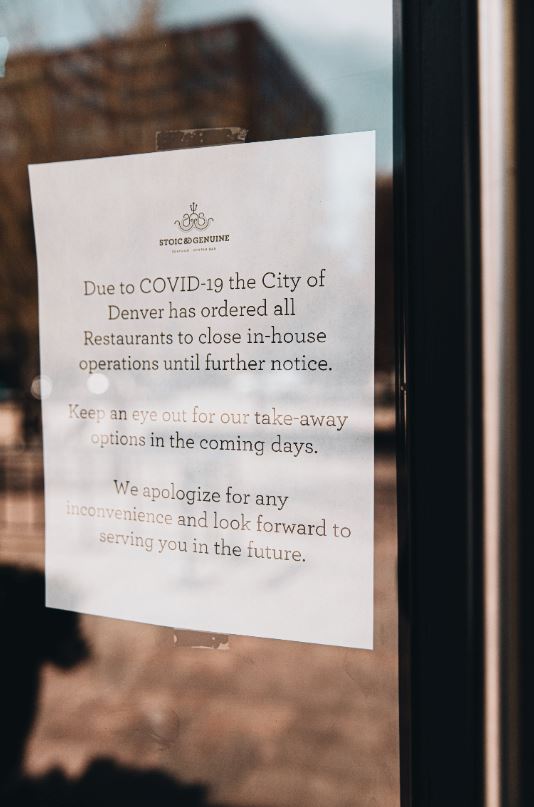 STOIC & GENUINE
Due to COVID-19 the City of
Denver has ordered all
Restaurants to close in-house
operations until further notice.
Keep an eye out for our take-away
options in the coming days.
We apologize for any
inconvenience and look forward to
serving you in the future.